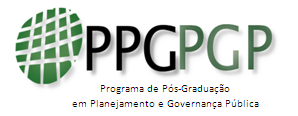 PPGPGP
Programa de Pós-Graduação
em Planejamento e Governança Pública